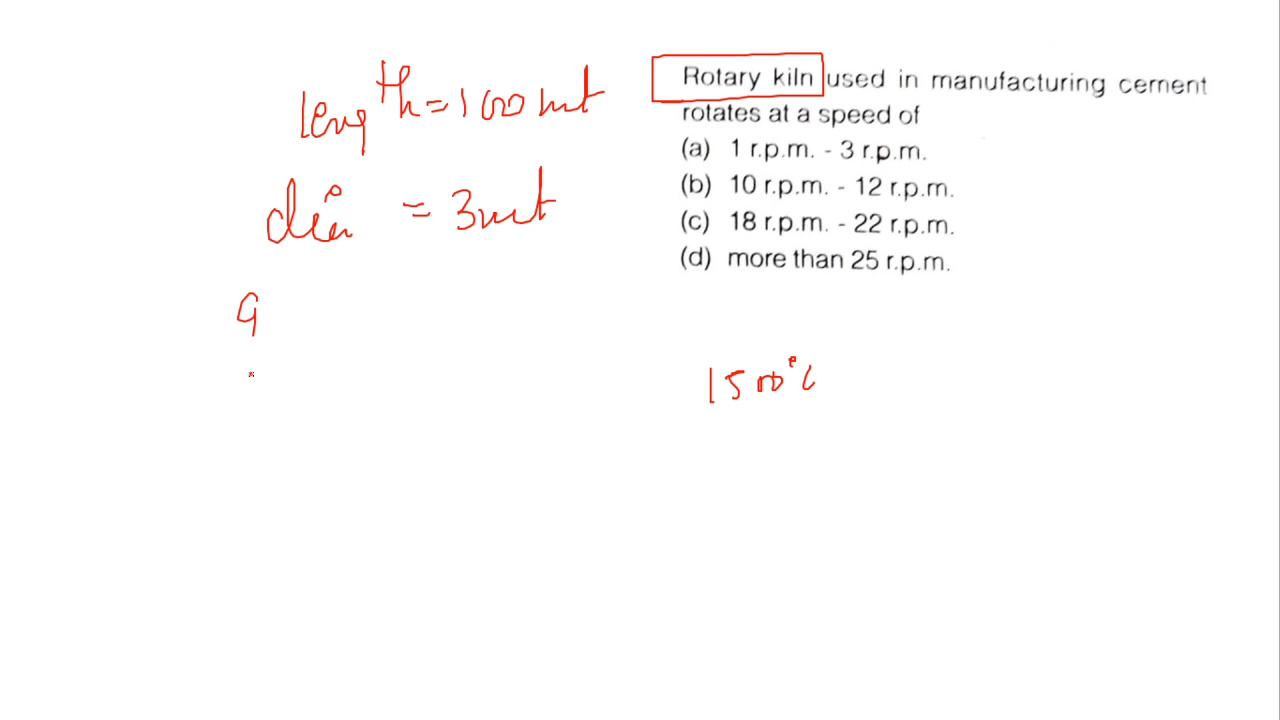 length = 100 mt
dia = 3 mt
Rotary kiln used in manufacturing cement
rotates at a speed of
(a) 1 r.p.m. - 3 r.p.m.
(b) 10 r.p.m. - 12 r.p.m.
(c) 18 r.p.m. - 22 r.p.m.
(d) more than 25 r.p.m.
1500°C